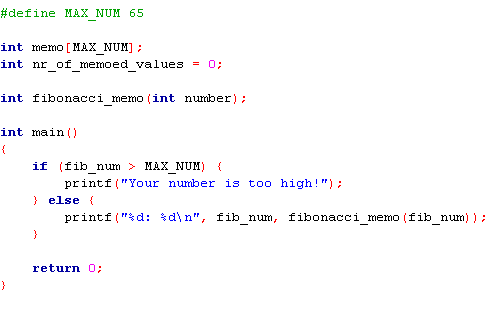 #define MAX_NUM 65
int memo[MAX_NUM];
int nr_of_memoed_values = 0;
int fibonacci_memo(int number);
int main()
{
if (fib_num > MAX_NUM) {
printf("Your number is too high!");
} else {
printf("%d: %d\n", fib_num, fibonacci_memo(fib_num));
}
return 0;
}